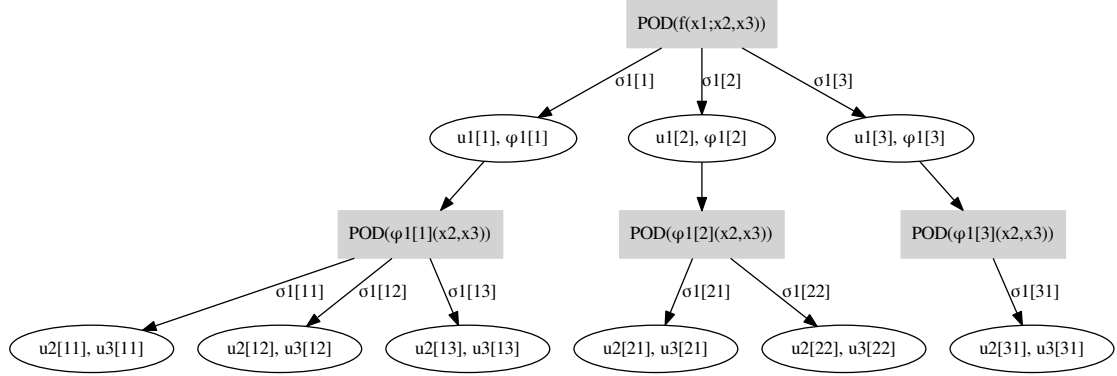 POD(f(x1;x2,x3))
σ1[1]
σ1[2]
σ1[3]
u1[1], φ1[1]
u1[2], φ1[2]
u1[3], φ1[3]
POD(φ1[1](x2,x3))
POD(φ1[2](x2,x3))
POD(φ1[3](x2,x3))
σ1[11]
σ1[12]
σ1[13]
σ1[21]
σ1[22]
σ1[31]
u2[11], u3[11]
u2[12], u3[12]
u2[13], u3[13]
u2[21], u3[21]
u2[22], u3[22]
u2[31], u3[31]